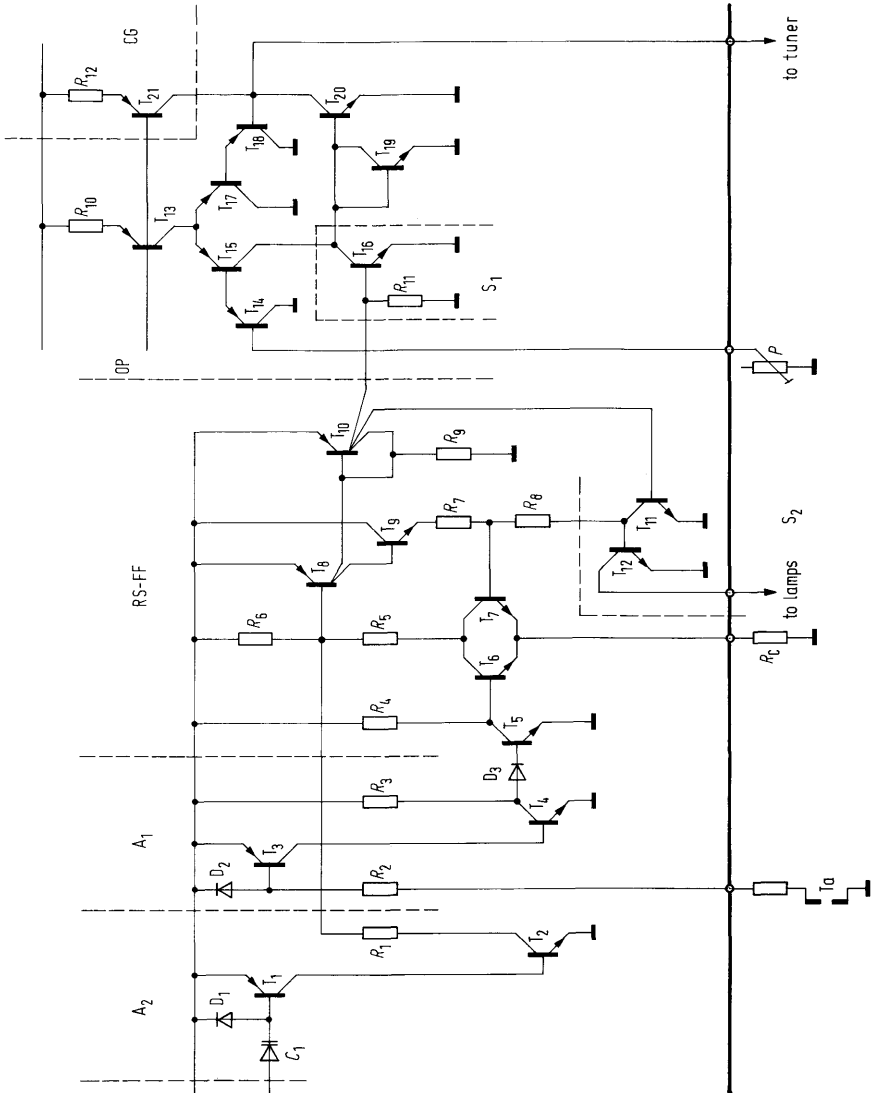 A₂
A₁
RS-FF
OP
CG
D₁
C₁
T₁
R₁
T₂
D₂
T₃
R₂
R₃
T₄
D₃
T₅
R₄
T₆
T₇
R₅
R₆
T₈
T₉
R₇
R₈
T₁₀
R₉
T₁₁
T₁₂
S₂
T₁₄
T₁₅
T₁₃
R₁₀
T₁₇
T₁₈
T₁₆
R₁₁
S₁
T₁₉
T₂₀
T₂₁
R₁₂
Ta
R_C
to lamps
P
to tuner